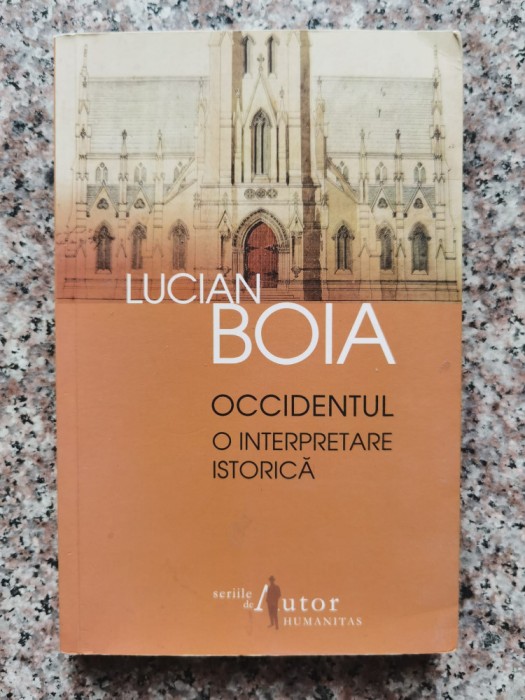 LUCIAN
BOIA
OCCIDENTUL
O INTERPRETARE
ISTORICĂ
seriile
de Autor
HUMANITAS